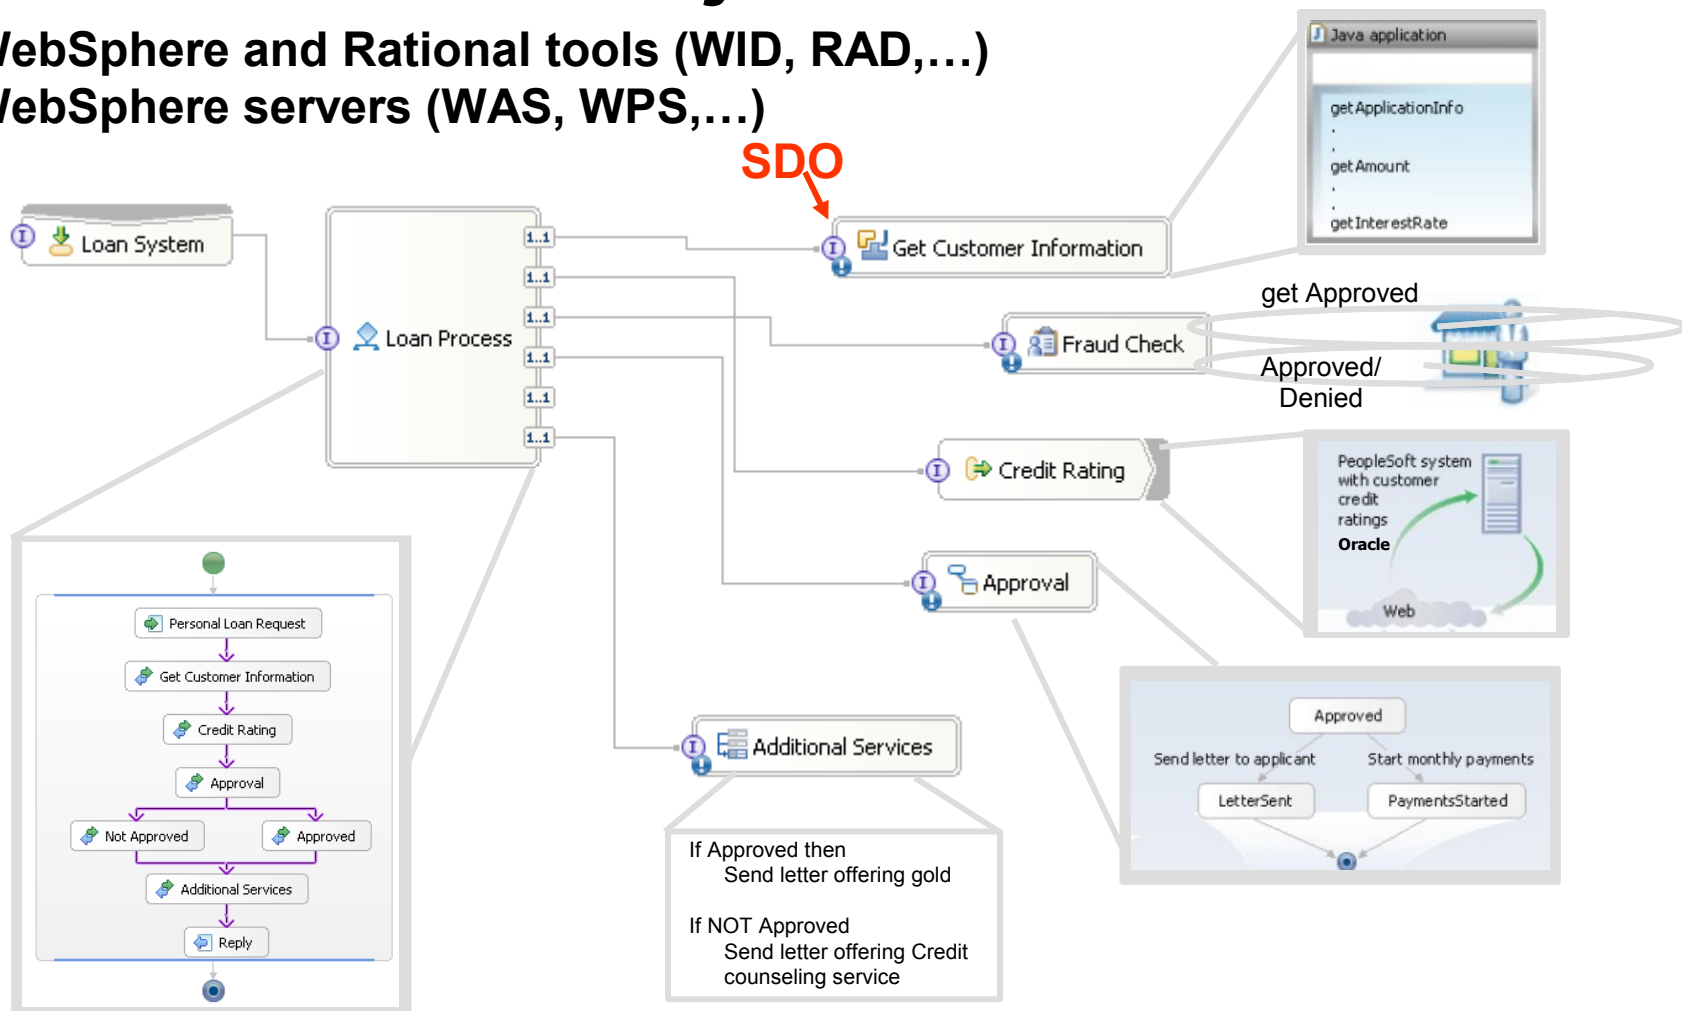 WebSphere and Rational tools (WID, RAD,...)
WebSphere servers (WAS, WPS,...)
SDO
Java application
getApplicationInfo
.
.
getAmount
.
.
getInterestRate
Loan System
Loan Process
1..1
1..1
1..1
1..1
1..1
1..1
I
I
I
Get Customer Information
get Approved
I
Fraud Check
Approved/
Denied
I
Credit Rating
PeopleSoft system
with customer
credit
ratings
Oracle
Web
I
Approval
Approved
Send letter to applicant
Start monthly payments
LetterSent
PaymentsStarted
I
Additional Services
If Approved then
Send letter offering gold
If NOT Approved
Send letter offering Credit
counseling service
Personal Loan Request
Get Customer Information
Credit Rating
Approval
Not Approved
Approved
Additional Services
Reply